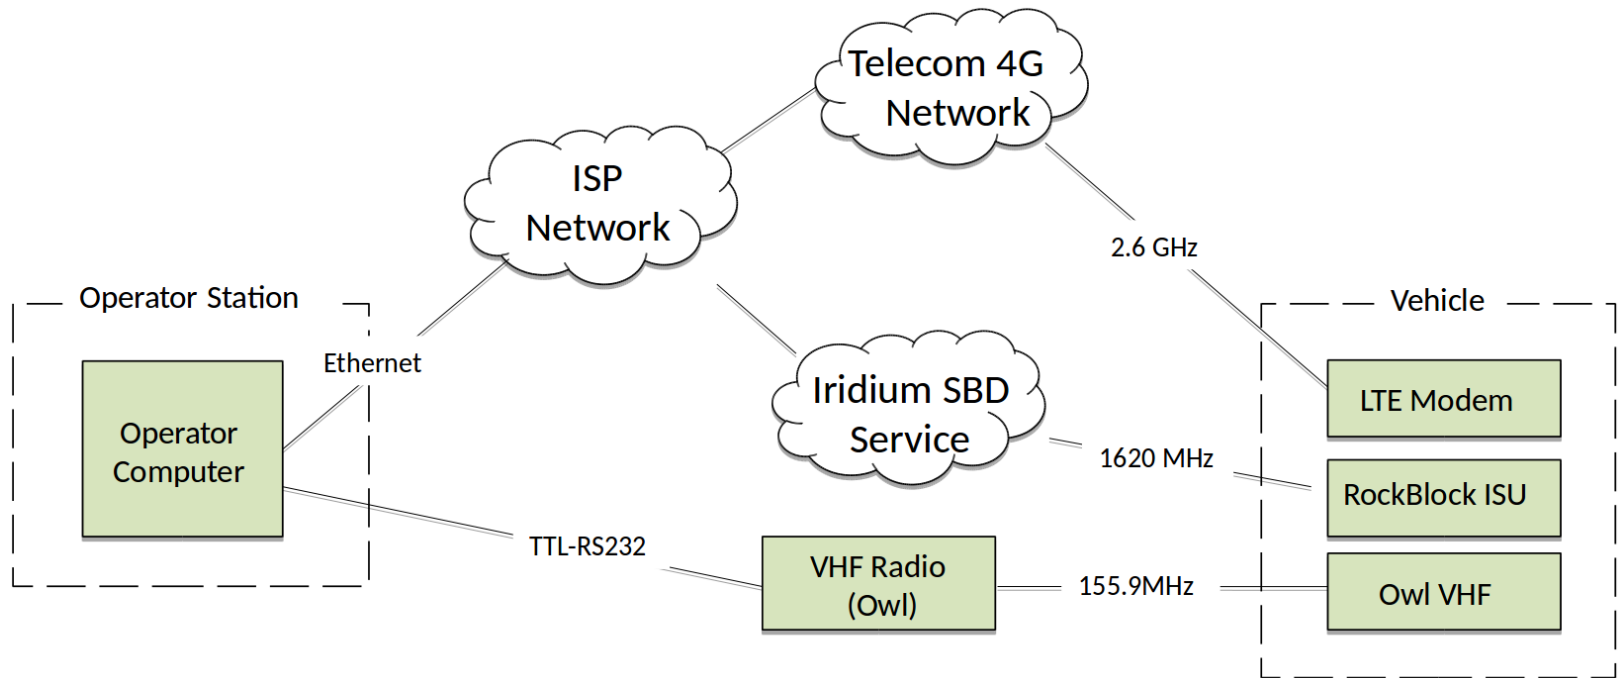 Telecom 4G
Network
ISP
Network
2.6 GHz
Operator Station
Vehicle
Ethernet
Iridium SBD
Service
LTE Modem
Operator
Computer
1620 MHz
RockBlock ISU
TTL-RS232
VHF Radio
(Owl)
155.9MHz
Owl VHF